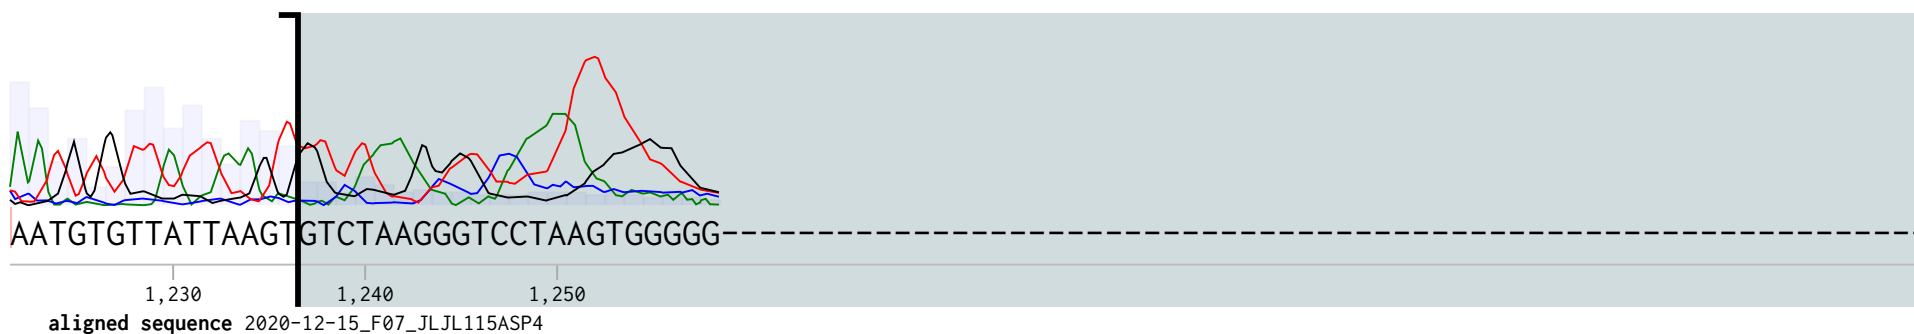 AATGTGTTATTAAGTGTCTAAGGGTCCTAAGTGGGGG
1,230 1,240 1,250
aligned sequence 2020-12-15_F07_JLJL115ASP4